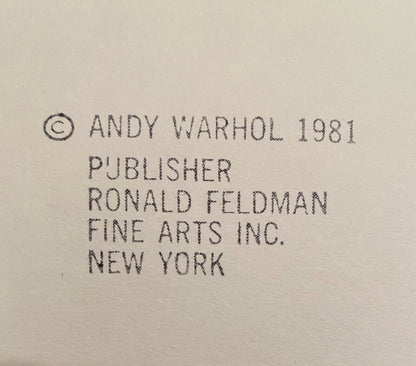 © ANDY WARHOL 1981
PUBLISHER
RONALD FELDMAN
FINE ARTS INC.
NEW YORK